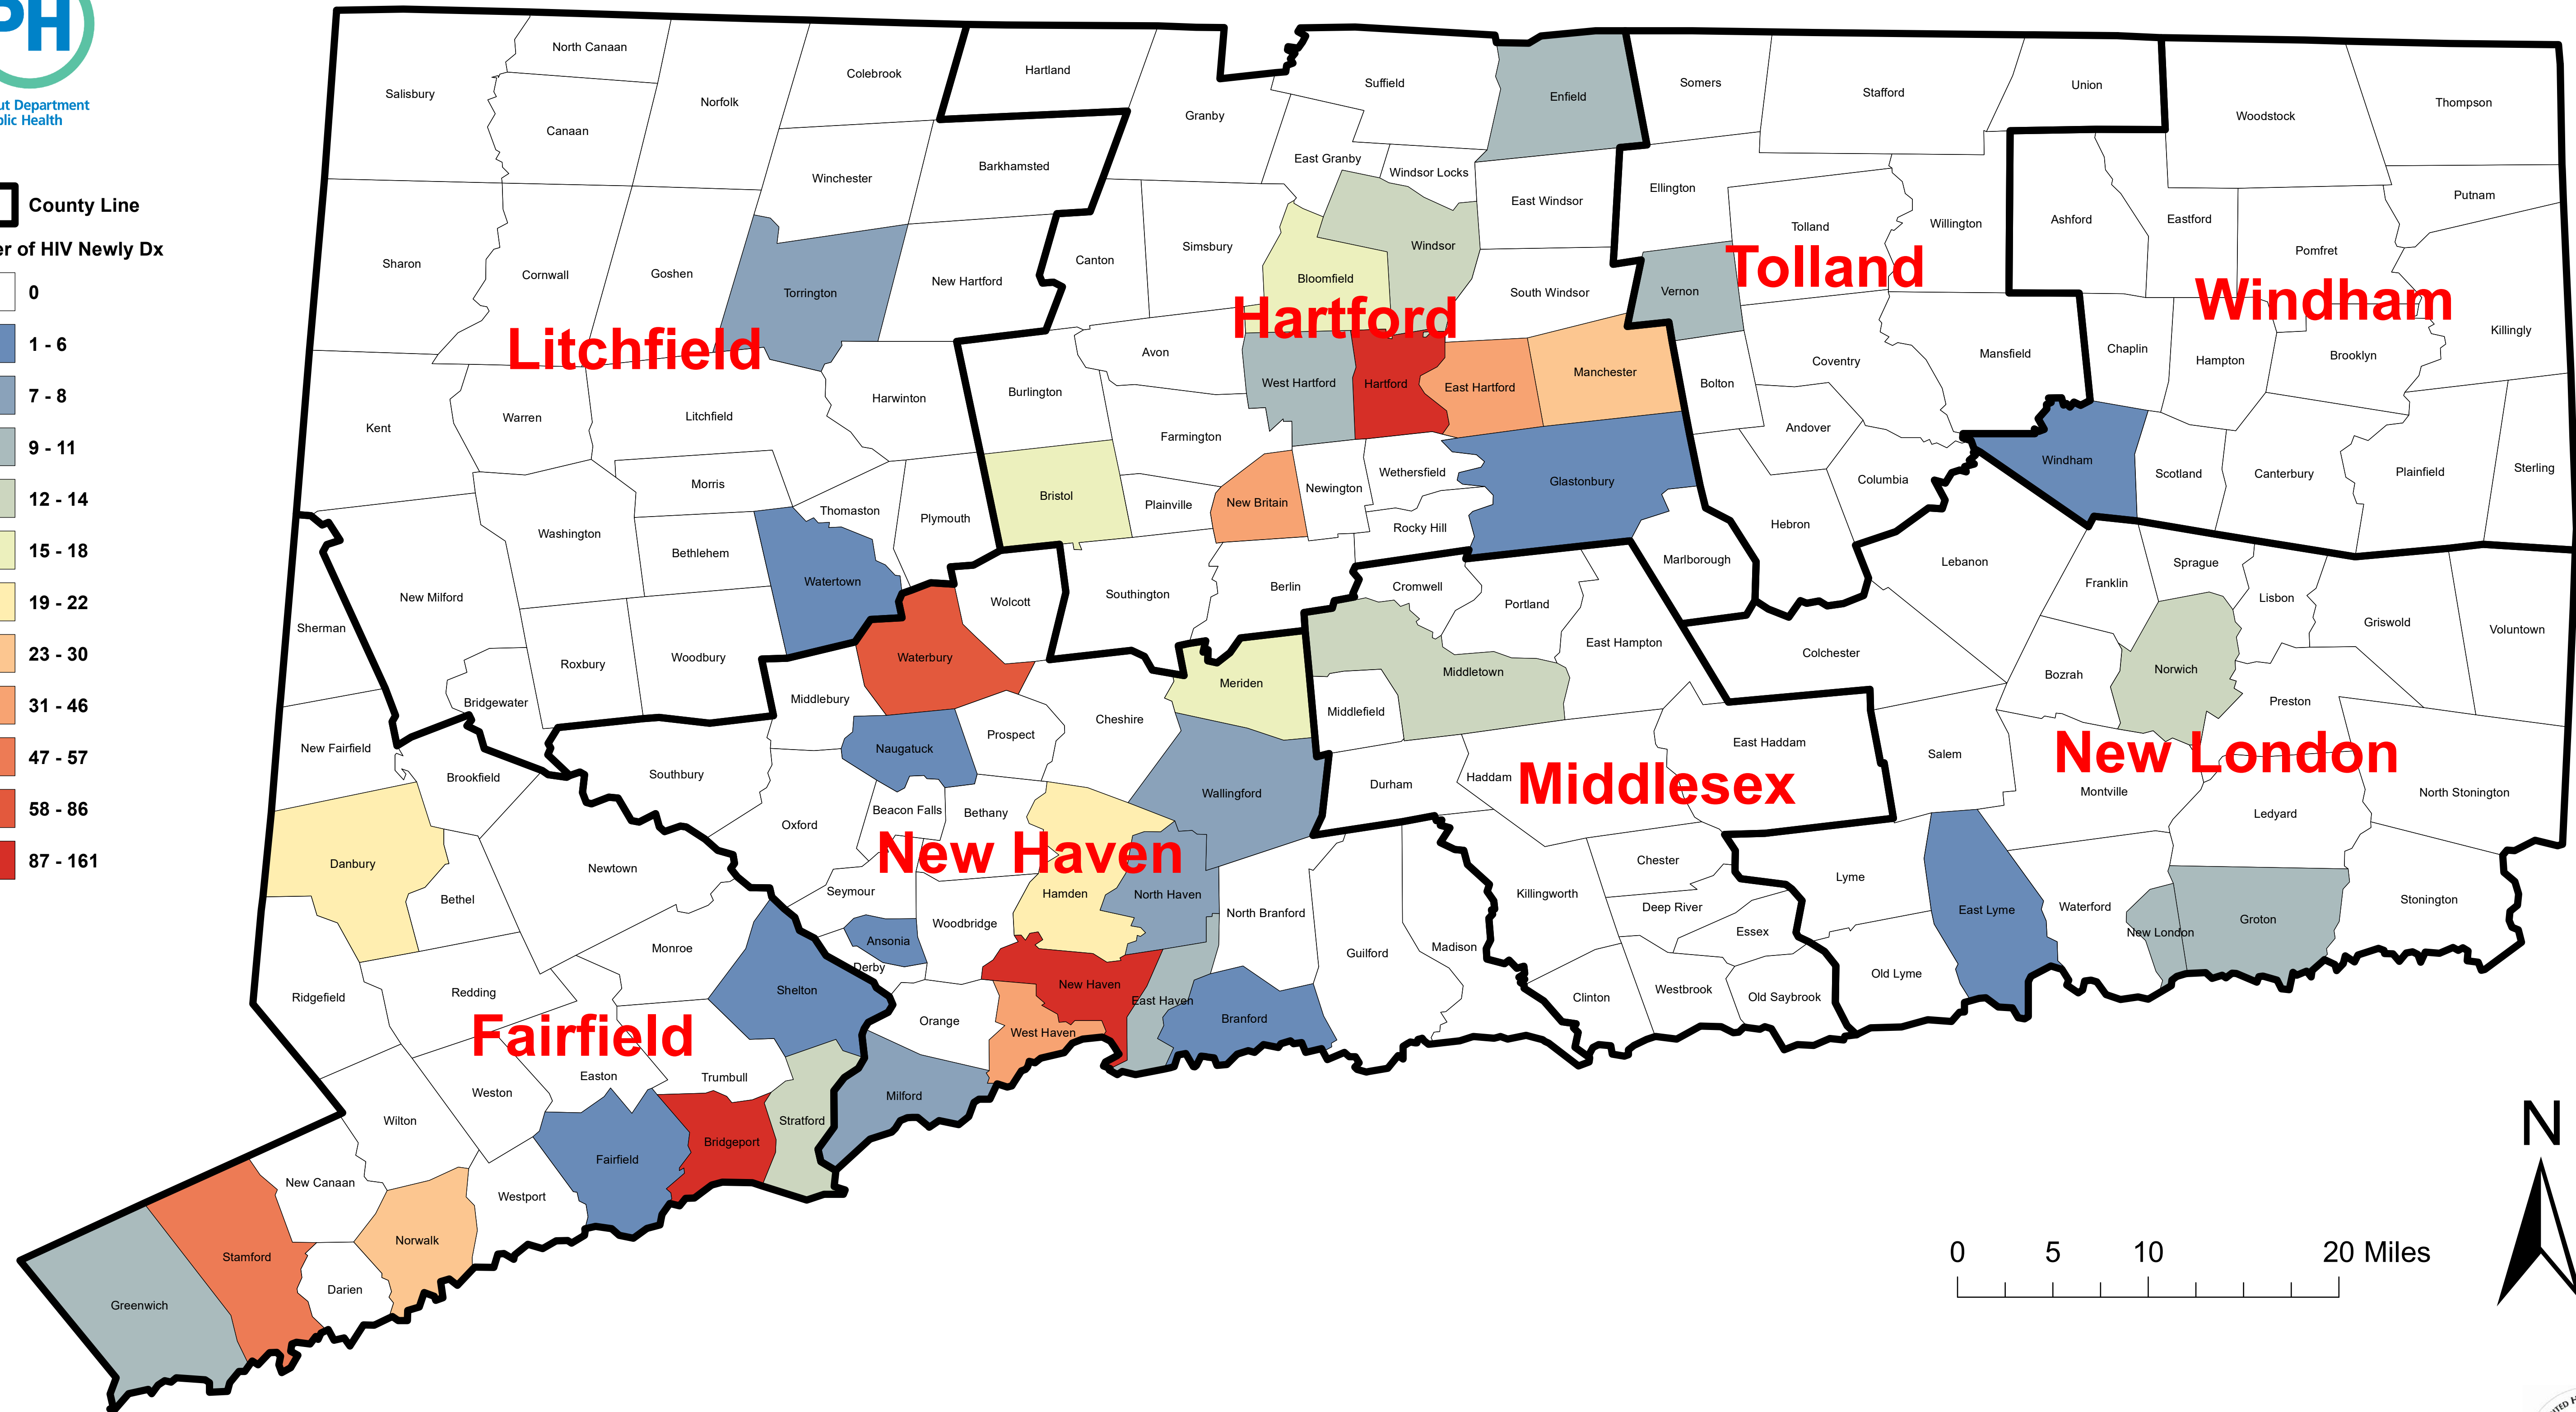 PH
ut Department
blic Health
County Line
er of HIV Newly Dx
0
1 - 6
7 - 8
9 - 11
12 - 14
15 - 18
19 - 22
23 - 30
31 - 46
47 - 57
58 - 86
87 - 161
North Canaan
Salisbury
Canaan
Norfolk
Colebrook
Hartland
Granby
Suffield
Enfield
Somers
Stafford
Union
Woodstock
Thompson
Winchester
Barkhamsted
East Granby
Windsor Locks
East Windsor
Ellington
Tolland
Willington
Ashford
Eastford
Putnam
Pomfret
Sharon
Cornwall
Goshen
Torrington
New Hartford
Canton
Simsbury
Bloomfield
Windsor
South Windsor
Vernon
Tolland
Windham
Litchfield
Hartford
Killingly
Kent
Warren
Litchfield
Harwinton
Burlington
Avon
West Hartford
Hartford
East Hartford
Manchester
Bolton
Coventry
Mansfield
Chaplin
Hampton
Brooklyn
Farmington
Andover
Columbia
Windham
Scotland
Canterbury
Plainfield
Sterling
Morris
Thomaston
Plymouth
Bristol
Plainville
New Britain
Newington
Wethersfield
Rocky Hill
Glastonbury
Hebron
Marlborough
Washington
Bethlehem
Watertown
Wolcott
Southington
Berlin
Cromwell
Portland
East Hampton
Lebanon
Franklin
Sprague
Lisbon
Griswold
Voluntown
New Milford
Sherman
Roxbury
Woodbury
Waterbury
Middlebury
Bridgewater
Cheshire
Meriden
Middlefield
Middletown
Colchester
Bozrah
Norwich
Preston
New Fairfield
Brookfield
Southbury
Naugatuck
Prospect
Wallingford
Durham
Haddam
East Haddam
Middlesex
Salem
New London
Montville
Ledyard
North Stonington
Danbury
Bethel
Newtown
Oxford
Beacon Falls
Bethany
New Haven
Seymour
Hamden
North Haven
Woodbridge
Ansonia
Derby
North Branford
Guilford
Madison
Killingworth
Chester
Deep River
Essex
Lyme
East Lyme
Waterford
New London
Groton
Stonington
Ridgefield
Redding
Monroe
Shelton
Orange
New Haven
West Haven
East Haven
Branford
Clinton
Westbrook
Old Saybrook
Old Lyme
Fairfield
Wilton
Weston
Easton
Trumbull
Stratford
Milford
Bridgeport
Fairfield
New Canaan
Westport
Norwalk
Stamford
Darien
Greenwich
N
0 5 10 20 Miles